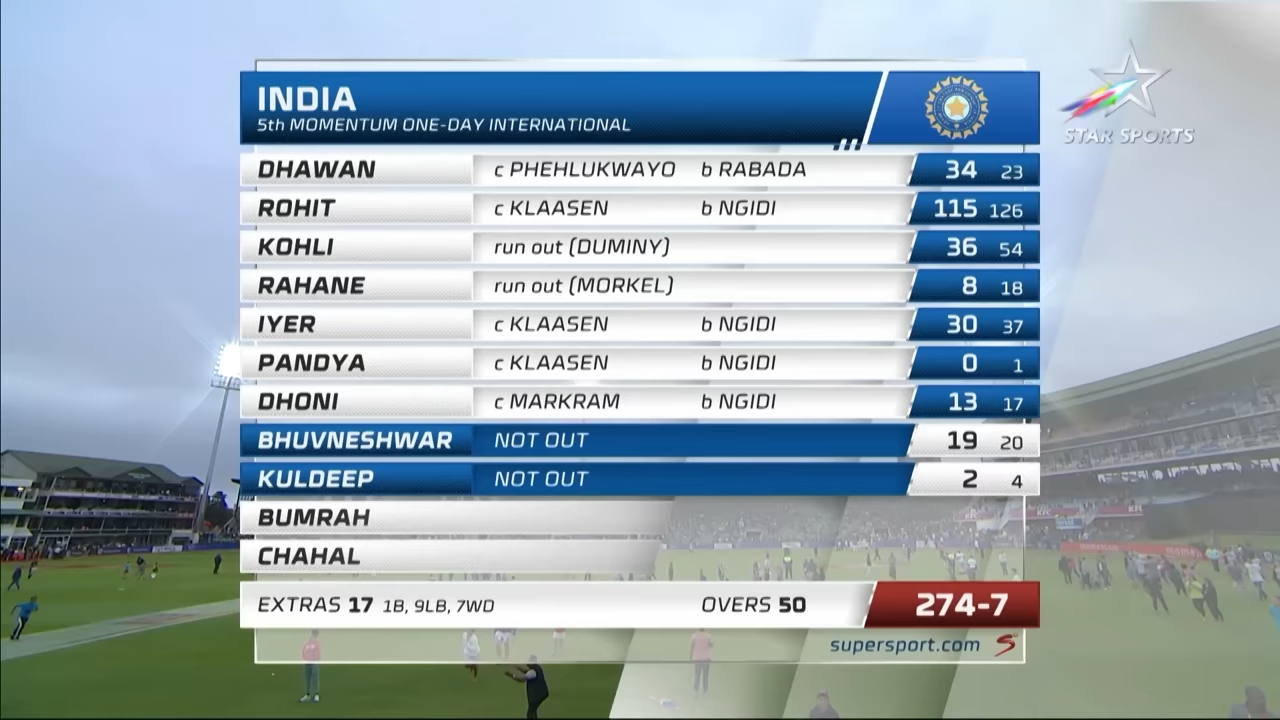 INDIA
5th MOMENTUM ONE-DAY INTERNATIONAL
STAR SPORTS
DHAWAN c PHEHLUKWAYO b RABADA 34 23
ROHIT c KLAASEN b NGIDI 115 126
KOHLI run out (DUMINY) 36 54
RAHANE run out (MORKEL) 8 18
IYER c KLAASEN b NGIDI 30 37
PANDYA c KLAASEN b NGIDI 0 1
DHONI c MARKRAM b NGIDI 13 17
BHUVNESHWAR NOT OUT 19 20
KULDEEP NOT OUT 2 4
BUMRAH
CHAHAL
EXTRAS 17 1B, 9LB, 7WD OVERS 50 274-7
supersport.com S